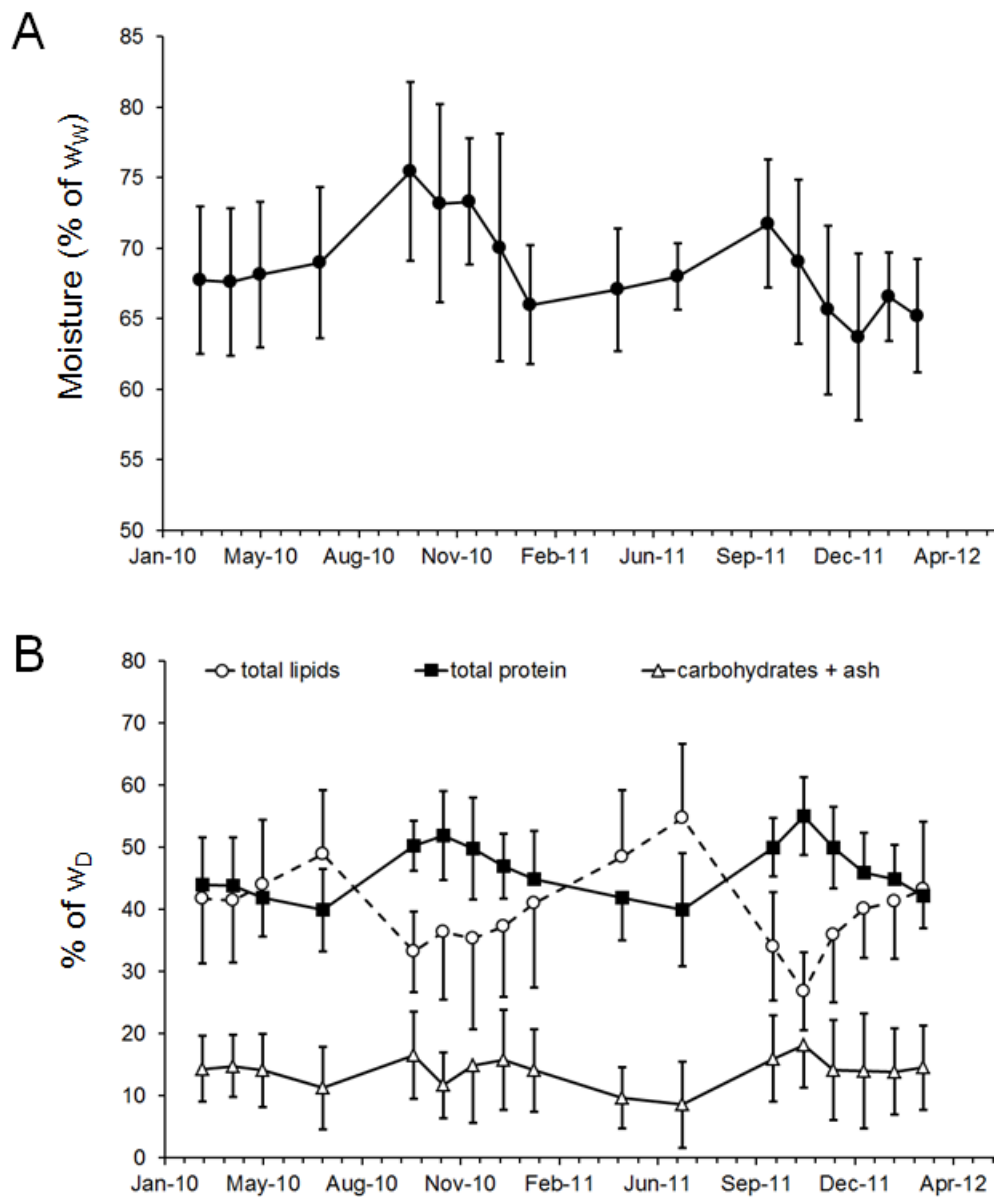 A
Moisture (% of wW)
85
80
75
70
65
60
55
50
Jan-10 May-10 Aug-10 Nov-10 Feb-11 Jun-11 Sep-11 Dec-11 Apr-12
B
% of wD
80
70
60
50
40
30
20
10
0
total lipids total protein carbohydrates + ash
Jan-10 May-10 Aug-10 Nov-10 Feb-11 Jun-11 Sep-11 Dec-11 Apr-12